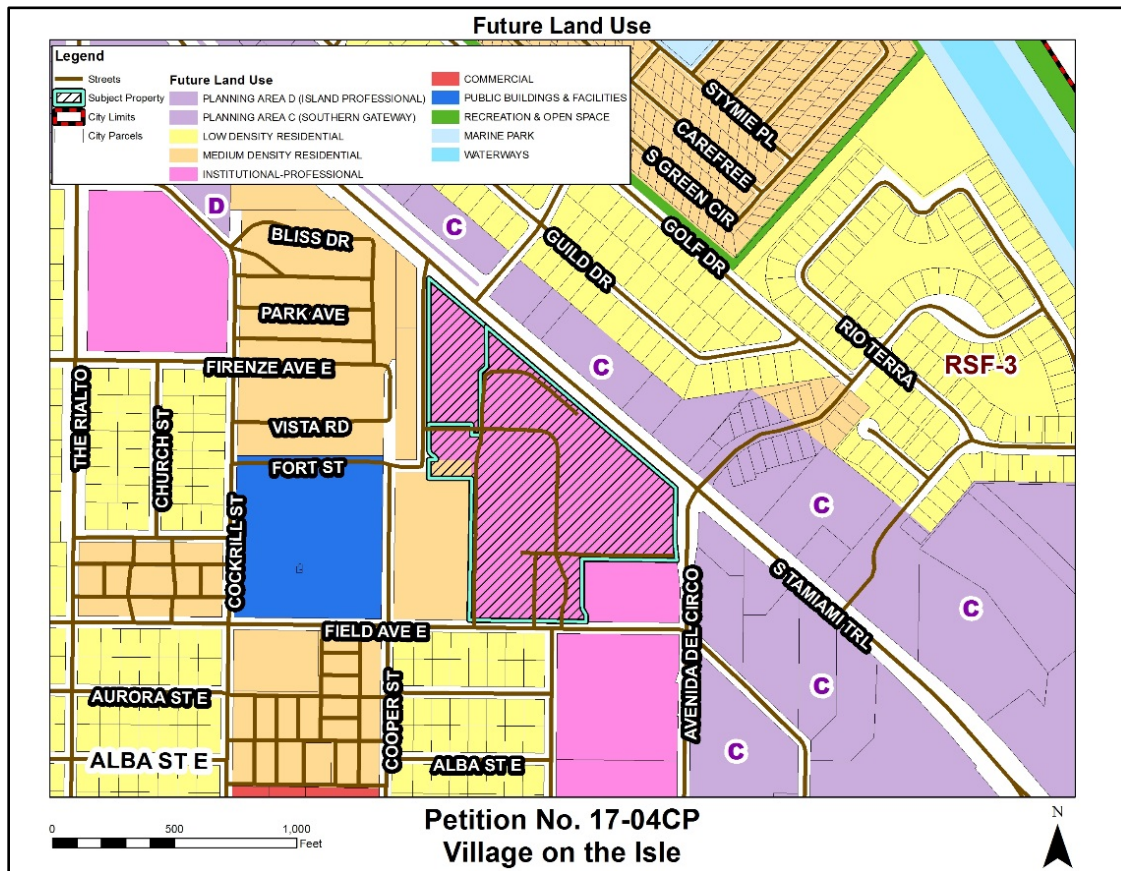 Future Land Use
Legend
Streets
Subject Property
City Limits
City Parcels
Future Land Use
PLANNING AREA D (ISLAND PROFESSIONAL)
PLANNING AREA C (SOUTHERN GATEWAY)
LOW DENSITY RESIDENTIAL
MEDIUM DENSITY RESIDENTIAL
INSTITUTIONAL-PROFESSIONAL
COMMERCIAL
PUBLIC BUILDINGS & FACILITIES
RECREATION & OPEN SPACE
MARINE PARK
WATERWAYS
STYMIE PL
CAREFREE
S GREEN CIR
GOLF DR
GUILD DR
D
C
BLISS DR
PARK AVE
FIRENZE AVE E
VISTA RD
FORT ST
THE RIALTO
CHURCH ST
COCKRILL ST
C
RIO TERRA
RSF-3
C
C
S TAMIAMI TRL
AVENIDA DEL CIRCO
FIELD AVE E
COOPER ST
AURORA ST E
ALBA ST E
ALBA ST E
C
C
0 500 1,000
Feet
Petition No. 17-04CP
Village on the Isle
N